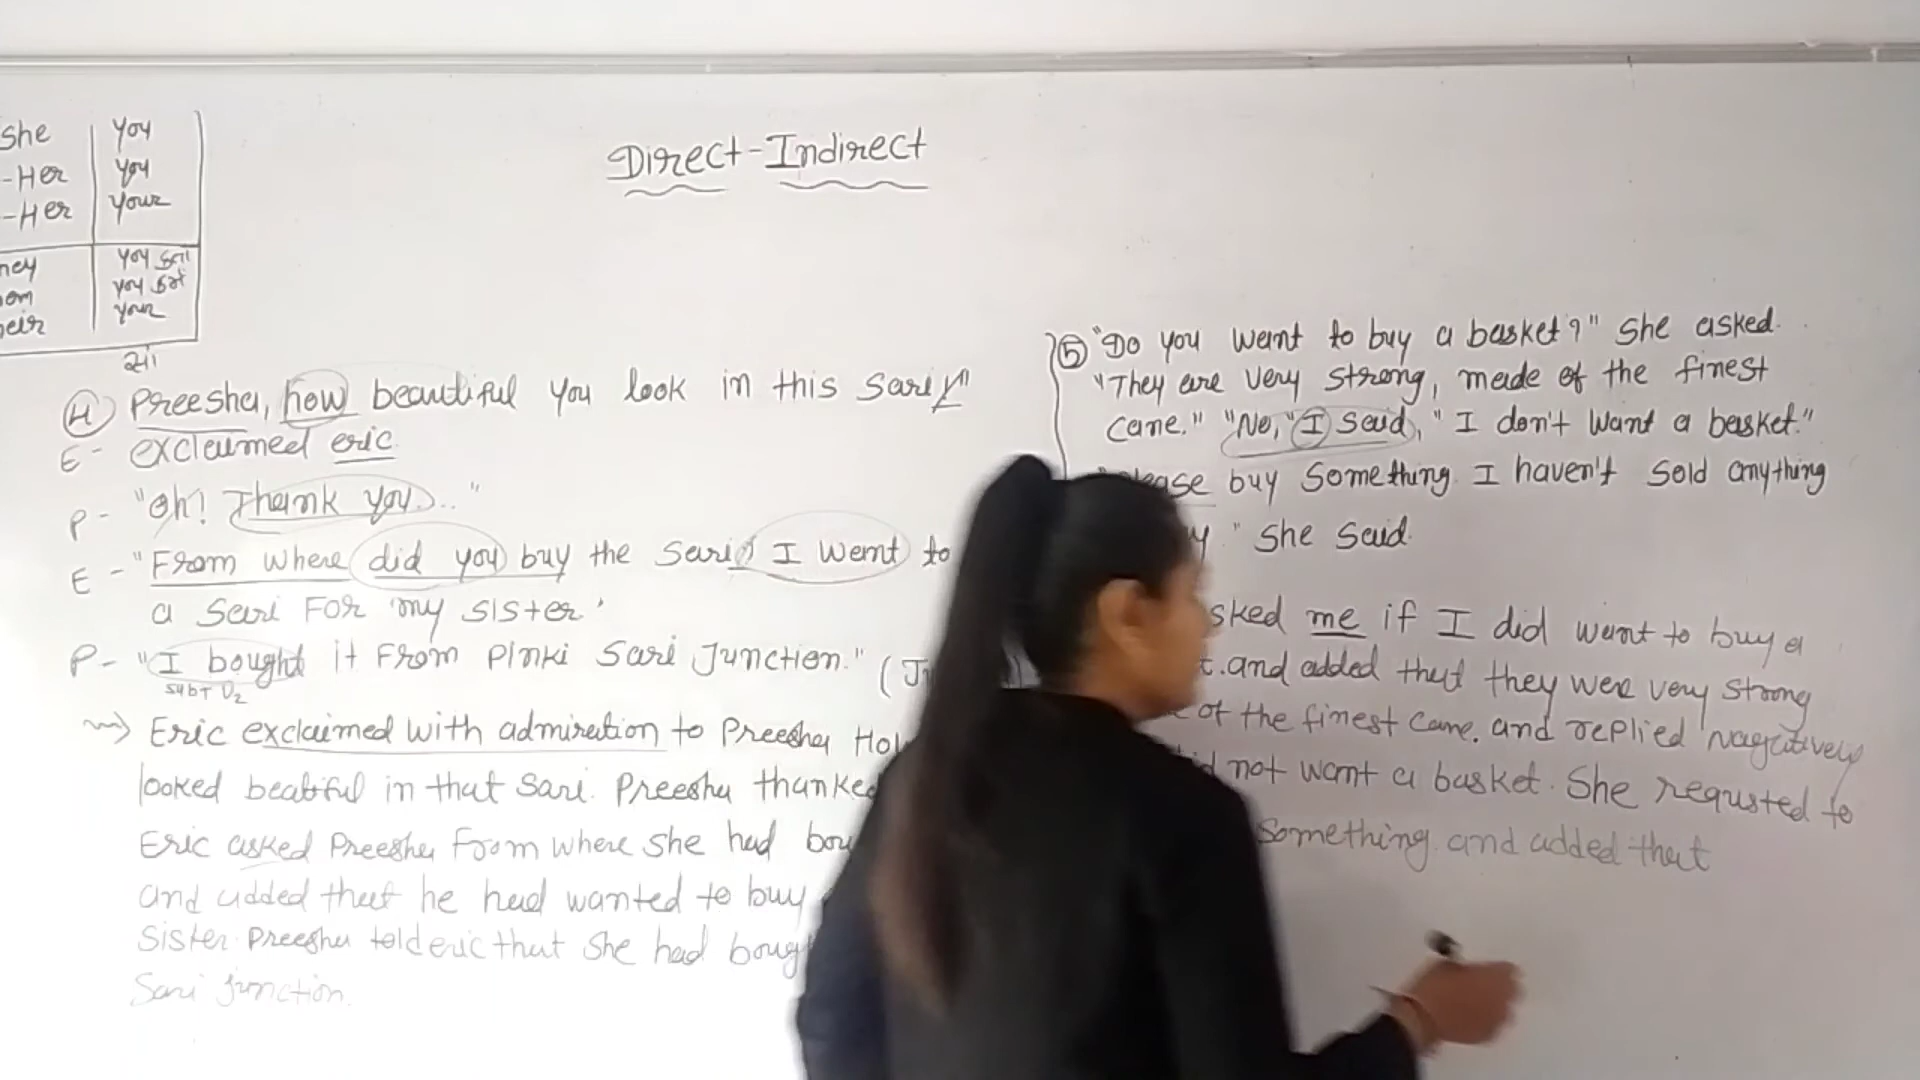 Direct-Indirect
she you
-Her you
-Her your
hey you
om you
eir your
(4) Preesha, how beautiful you look in this Sari!"
E- exclaimed eric
P- "Oh! Thank you..."
E- "From where did you buy the Sari I want to
a Sari For my sister.
P- "I bought it From Pinki Sari Junction."
subt V2
Eric exclaimed with admiration to Preesha
looked beatiful in that Sari. Preesha thanked
Eric asked Preesha From where she had
and added that he had wanted to buy
Sister. Preesha told eric that she had
Sari junction.
(5) "Do you want to buy a basket?" She asked.
"They are very strong, made of the finest
cane." "No," I said, "I don't want a basket."
buy Something. I haven't sold anything
" She said.
sked me if I did want to buy a
and added that they were very strong
of the finest cane. and replied nagatively
not want a basket. She requsted to
Something and added that